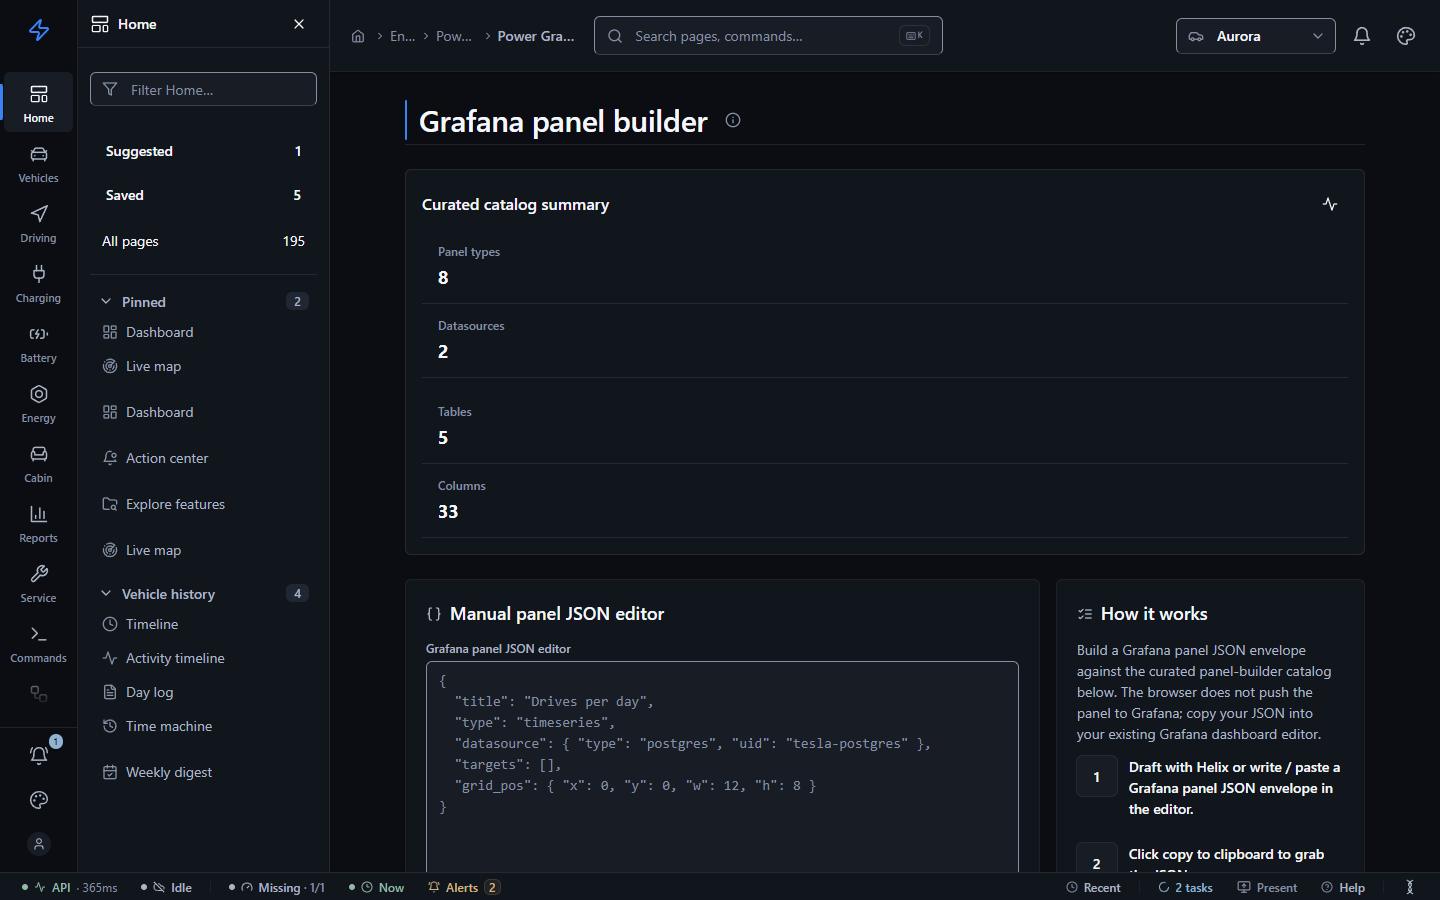 Home
Vehicles
Driving
Charging
Battery
Energy
Cabin
Reports
Service
Commands
1
Home
Filter Home...
Suggested 1
Saved 5
All pages 195
Pinned 2
Dashboard
Live map
Dashboard
Action center
Explore features
Live map
Vehicle history 4
Timeline
Activity timeline
Day log
Time machine
Weekly digest
En... Pow... Power Gra...
Search pages, commands... K
Aurora
Grafana panel builder
Curated catalog summary
Panel types
8
Datasources
2
Tables
5
Columns
33
Manual panel JSON editor
Grafana panel JSON editor
{
"title": "Drives per day",
"type": "timeseries",
"datasource": { "type": "postgres", "uid": "tesla-postgres" },
"targets": [],
"grid_pos": { "x": 0, "y": 0, "w": 12, "h": 8 }
}
How it works
Build a Grafana panel JSON envelope
against the curated panel-builder catalog
below. The browser does not push the
panel to Grafana; copy your JSON into
your existing Grafana dashboard editor.
1
Draft with Helix or write / paste a
Grafana panel JSON envelope in
the editor.
2
Click copy to clipboard to grab
API · 365ms
Idle
Missing · 1/1
Now
Alerts 2
Recent
2 tasks
Present
Help